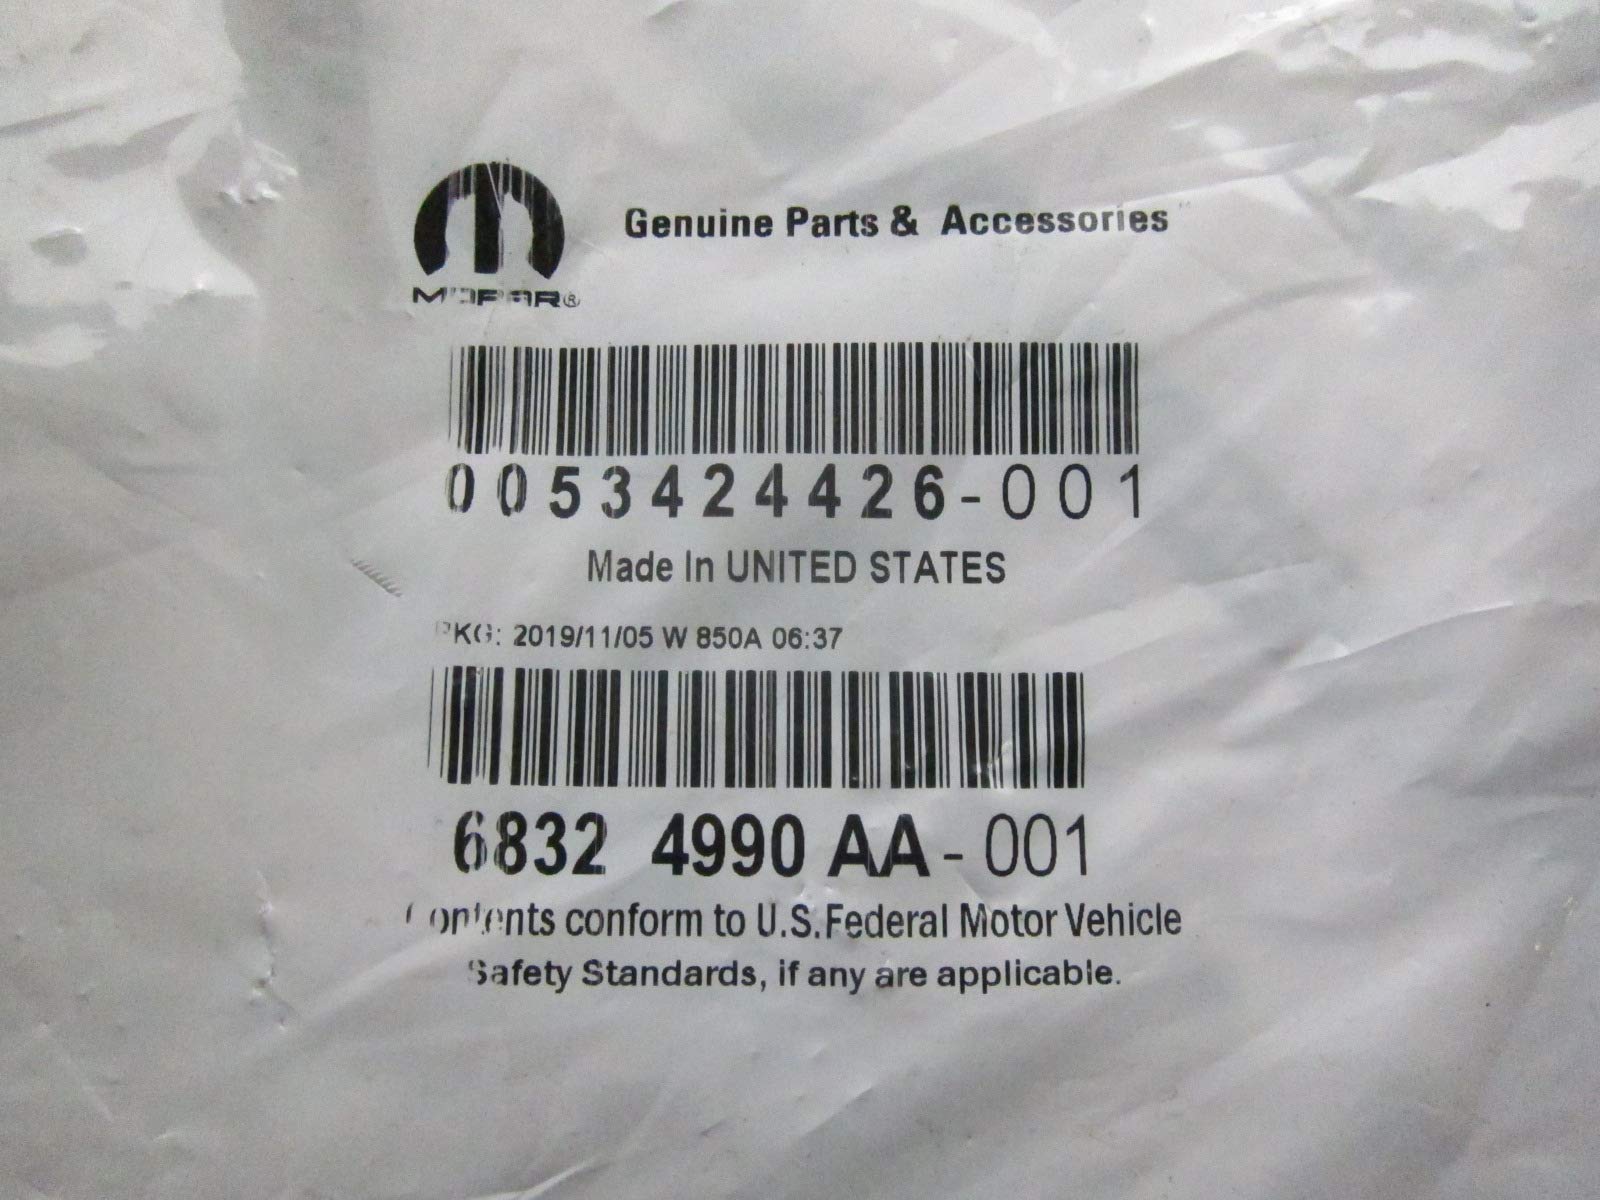 MOPAR®
Genuine Parts & Accessories
0053424426-001
Made In UNITED STATES
PKG: 2019/11/05 W 850A 06:37
6832 4990 AA-001
Contents conform to U.S. Federal Motor Vehicle
Safety Standards, if any are applicable.